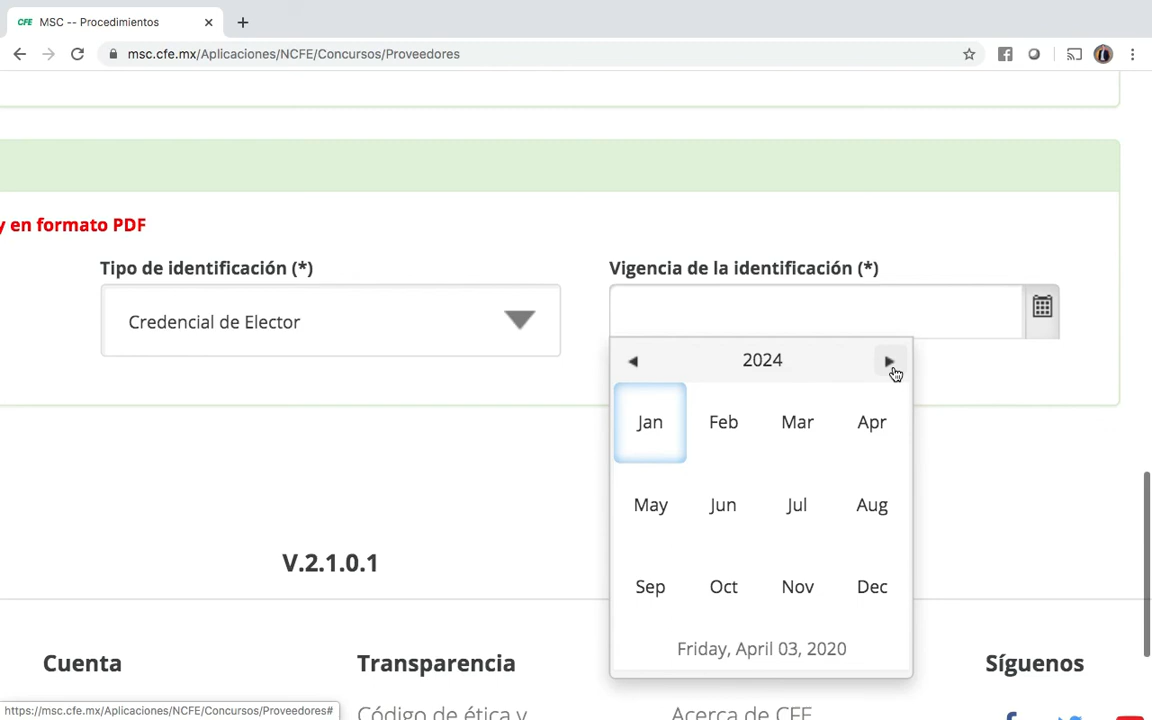 CFE MSC -- Procedimientos
msc.cfe.mx/Aplicaciones/NCFE/Concursos/Proveedores
y en formato PDF
Tipo de identificación (*)
Vigencia de la identificación (*)
Credencial de Elector
2024
Jan Feb Mar Apr
May Jun Jul Aug
Sep Oct Nov Dec
Friday, April 03, 2020
V.2.1.0.1
Cuenta
Transparencia
Síguenos
https://msc.cfe.mx/Aplicaciones/NCFE/Concursos/Proveedores#
Código de ética y
Acerca de CFE